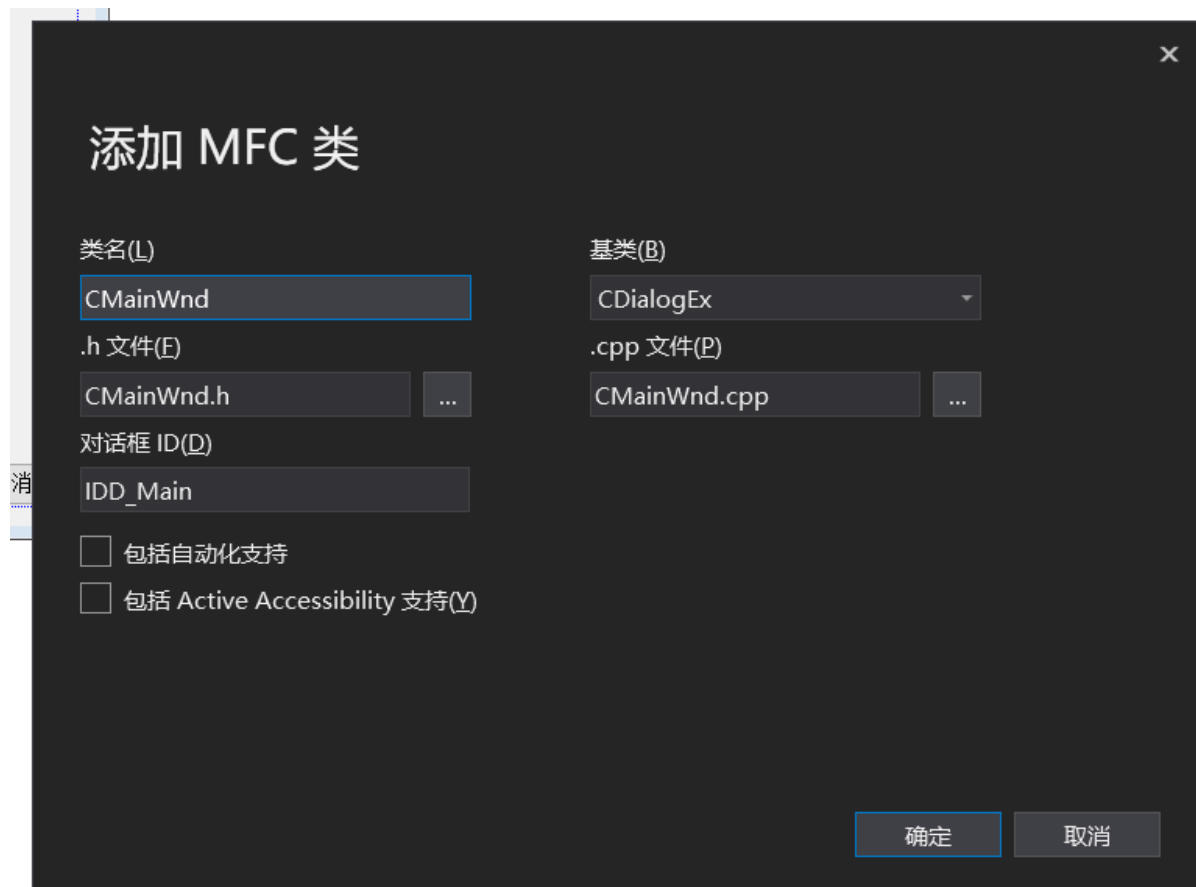 添加 MFC 类
类名(L)
基类(B)
CMainWnd
CDialogEx
.h 文件(F)
.cpp 文件(P)
CMainWnd.h
...
CMainWnd.cpp
...
对话框 ID(D)
消
IDD_Main
包括自动化支持
包括 Active Accessibility 支持(Y)
确定
取消